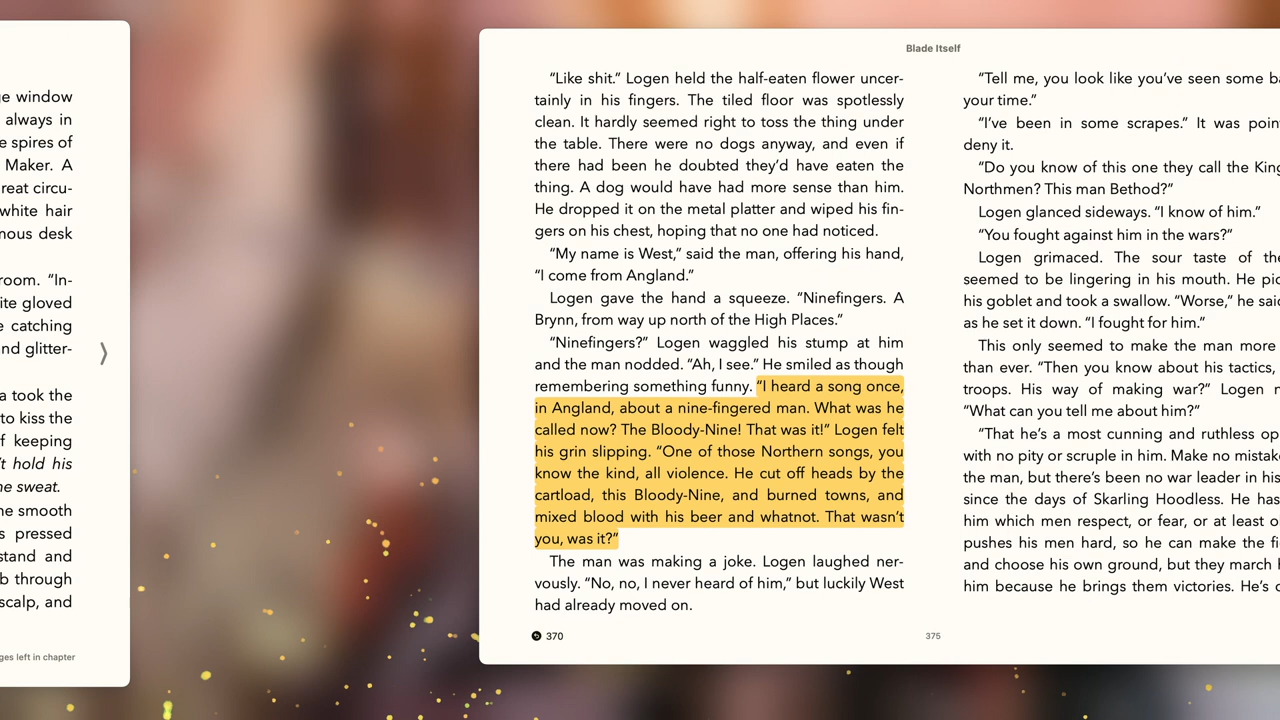 ge window
always in
e spires of
Maker. A
reat circu-
white hair
nous desk
room. “In-
ite gloved
e catching
nd glitter-
a took the
to kiss the
f keeping
’t hold his
he sweat.
ne smooth
s pressed
stand and
b through
scalp, and
ges left in chapter
Blade Itself
“Like shit.” Logen held the half-eaten flower uncer-
tainly in his fingers. The tiled floor was spotlessly
clean. It hardly seemed right to toss the thing under
the table. There were no dogs anyway, and even if
there had been he doubted they’d have eaten the
thing. A dog would have had more sense than him.
He dropped it on the metal platter and wiped his fin-
gers on his chest, hoping that no one had noticed.
“My name is West,” said the man, offering his hand,
“I come from Angland.”
Logen gave the hand a squeeze. “Ninefingers. A
Brynn, from way up north of the High Places.”
“Ninefingers?” Logen waggled his stump at him
and the man nodded. “Ah, I see.” He smiled as though
remembering something funny. “I heard a song once,
in Angland, about a nine-fingered man. What was he
called now? The Bloody-Nine! That was it!” Logen felt
his grin slipping. “One of those Northern songs, you
know the kind, all violence. He cut off heads by the
cartload, this Bloody-Nine, and burned towns, and
mixed blood with his beer and whatnot. That wasn’t
you, was it?”
The man was making a joke. Logen laughed ner-
vously. “No, no, I never heard of him,” but luckily West
had already moved on.
370
“Tell me, you look like you’ve seen some ba
your time.”
“I’ve been in some scrapes.” It was poin
deny it.
“Do you know of this one they call the King
Northmen? This man Bethod?”
Logen glanced sideways. “I know of him.”
“You fought against him in the wars?”
Logen grimaced. The sour taste of the
seemed to be lingering in his mouth. He pic
his goblet and took a swallow. “Worse,” he said
as he set it down. “I fought for him.”
This only seemed to make the man more
than ever. “Then you know about his tactics,
troops. His way of making war?” Logen n
“What can you tell me about him?”
“That he’s a most cunning and ruthless op
with no pity or scruple in him. Make no mistake
the man, but there’s been no war leader in his
since the days of Skarling Hoodless. He has
him which men respect, or fear, or at least o
pushes his men hard, so he can make the fi
and choose his own ground, but they march h
him because he brings them victories. He’s c
375